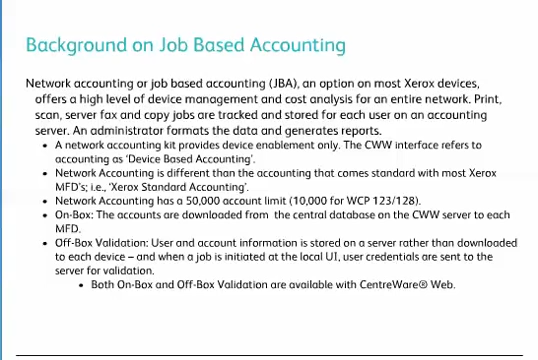 Background on Job Based Accounting
Network accounting or job based accounting (JBA), an option on most Xerox devices,
offers a high level of device management and cost analysis for an entire network. Print,
scan, server fax and copy jobs are tracked and stored for each user on an accounting
server. An administrator formats the data and generates reports.
• A network accounting kit provides device enablement only. The CWW interface refers to
accounting as 'Device Based Accounting'.
• Network Accounting is different than the accounting that comes standard with most Xerox
MFD's; i.e., 'Xerox Standard Accounting'.
• Network Accounting has a 50,000 account limit (10,000 for WCP 123/128).
• On-Box: The accounts are downloaded from the central database on the CWW server to each
MFD.
• Off-Box Validation: User and account information is stored on a server rather than downloaded
to each device – and when a job is initiated at the local UI, user credentials are sent to the
server for validation.
• Both On-Box and Off-Box Validation are available with CentreWare® Web.